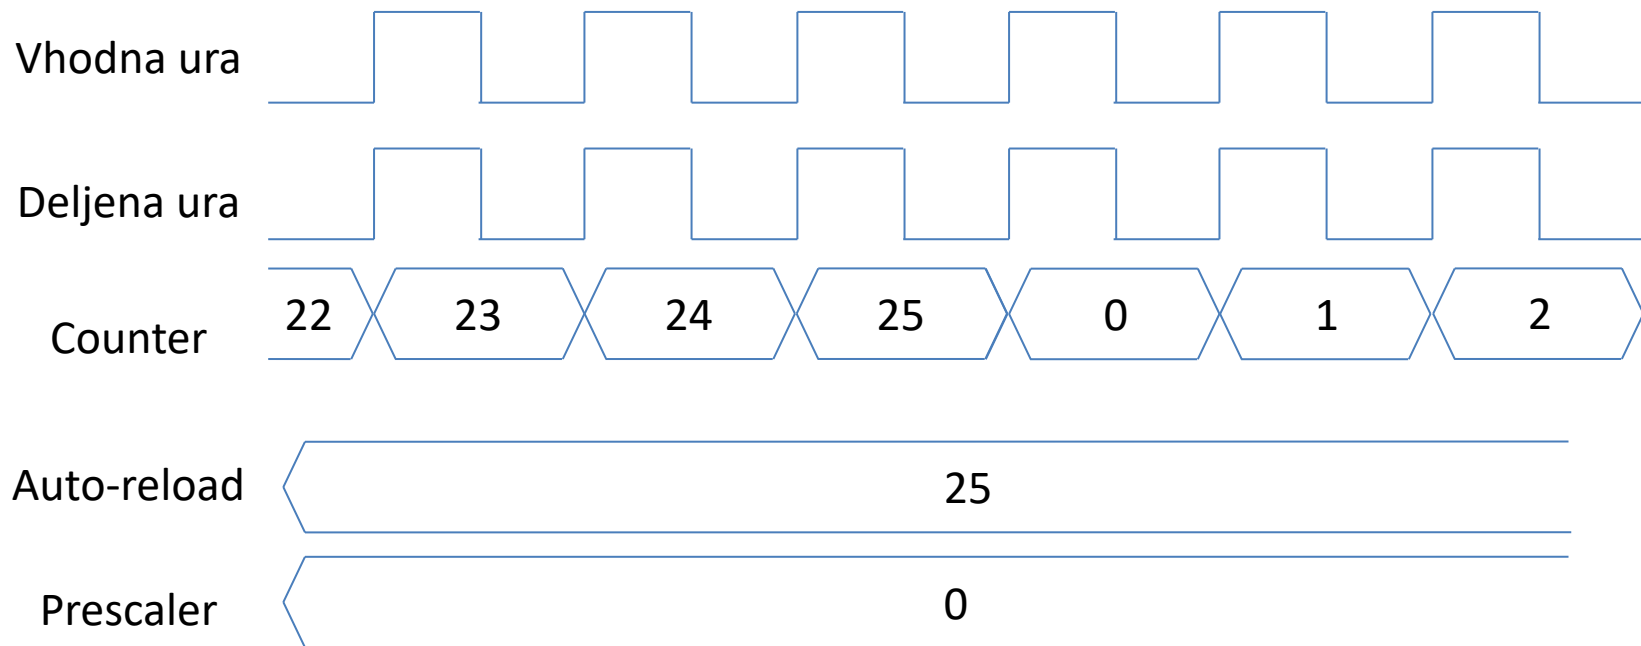 Vhodna ura
Deljena ura
Counter 22 23 24 25 0 1 2
Auto-reload 25
Prescaler 0